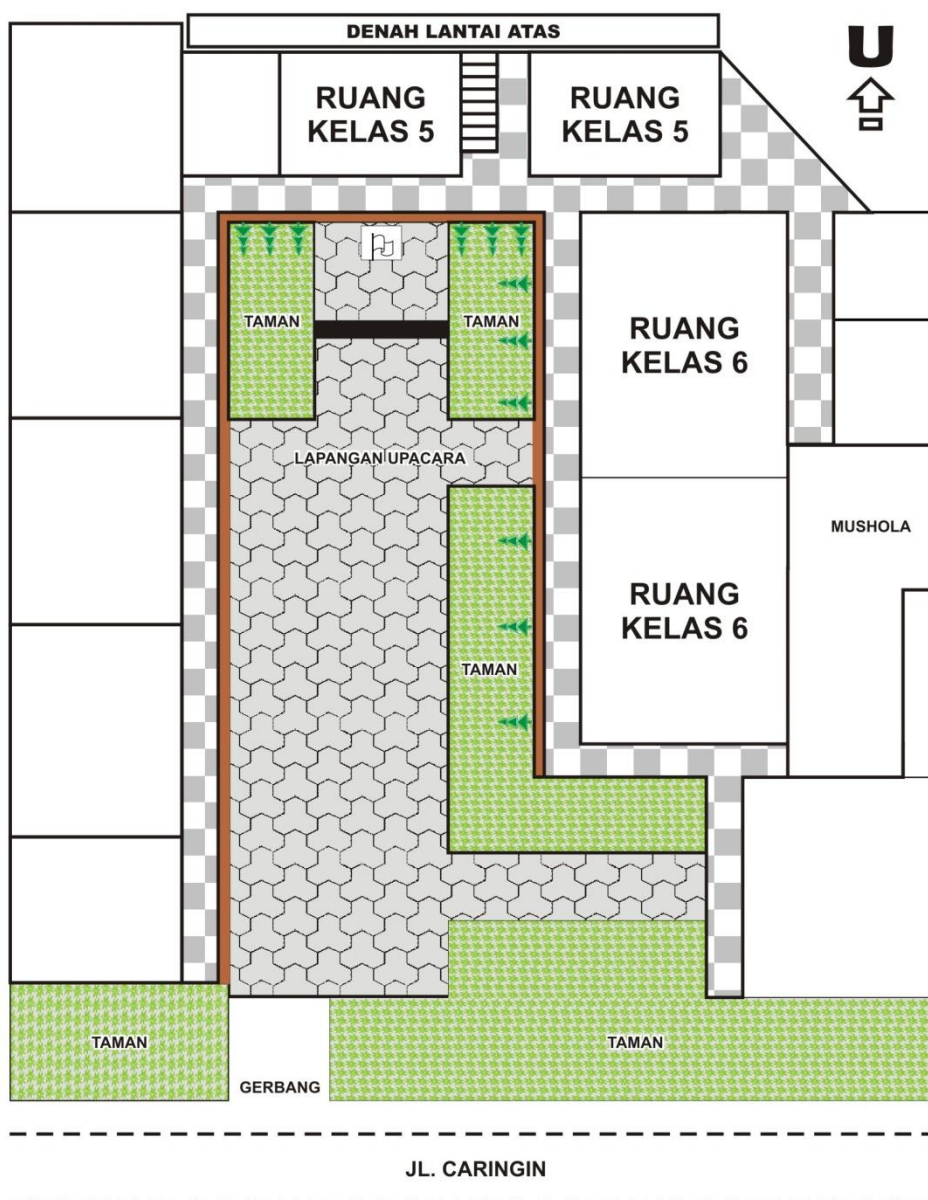 DENAH LANTAI ATAS
U
RUANG
KELAS 5
RUANG
KELAS 5
TAMAN
TAMAN
RUANG
KELAS 6
LAPANGAN UPACARA
MUSHOLA
RUANG
KELAS 6
TAMAN
TAMAN
TAMAN
GERBANG
JL. CARINGIN